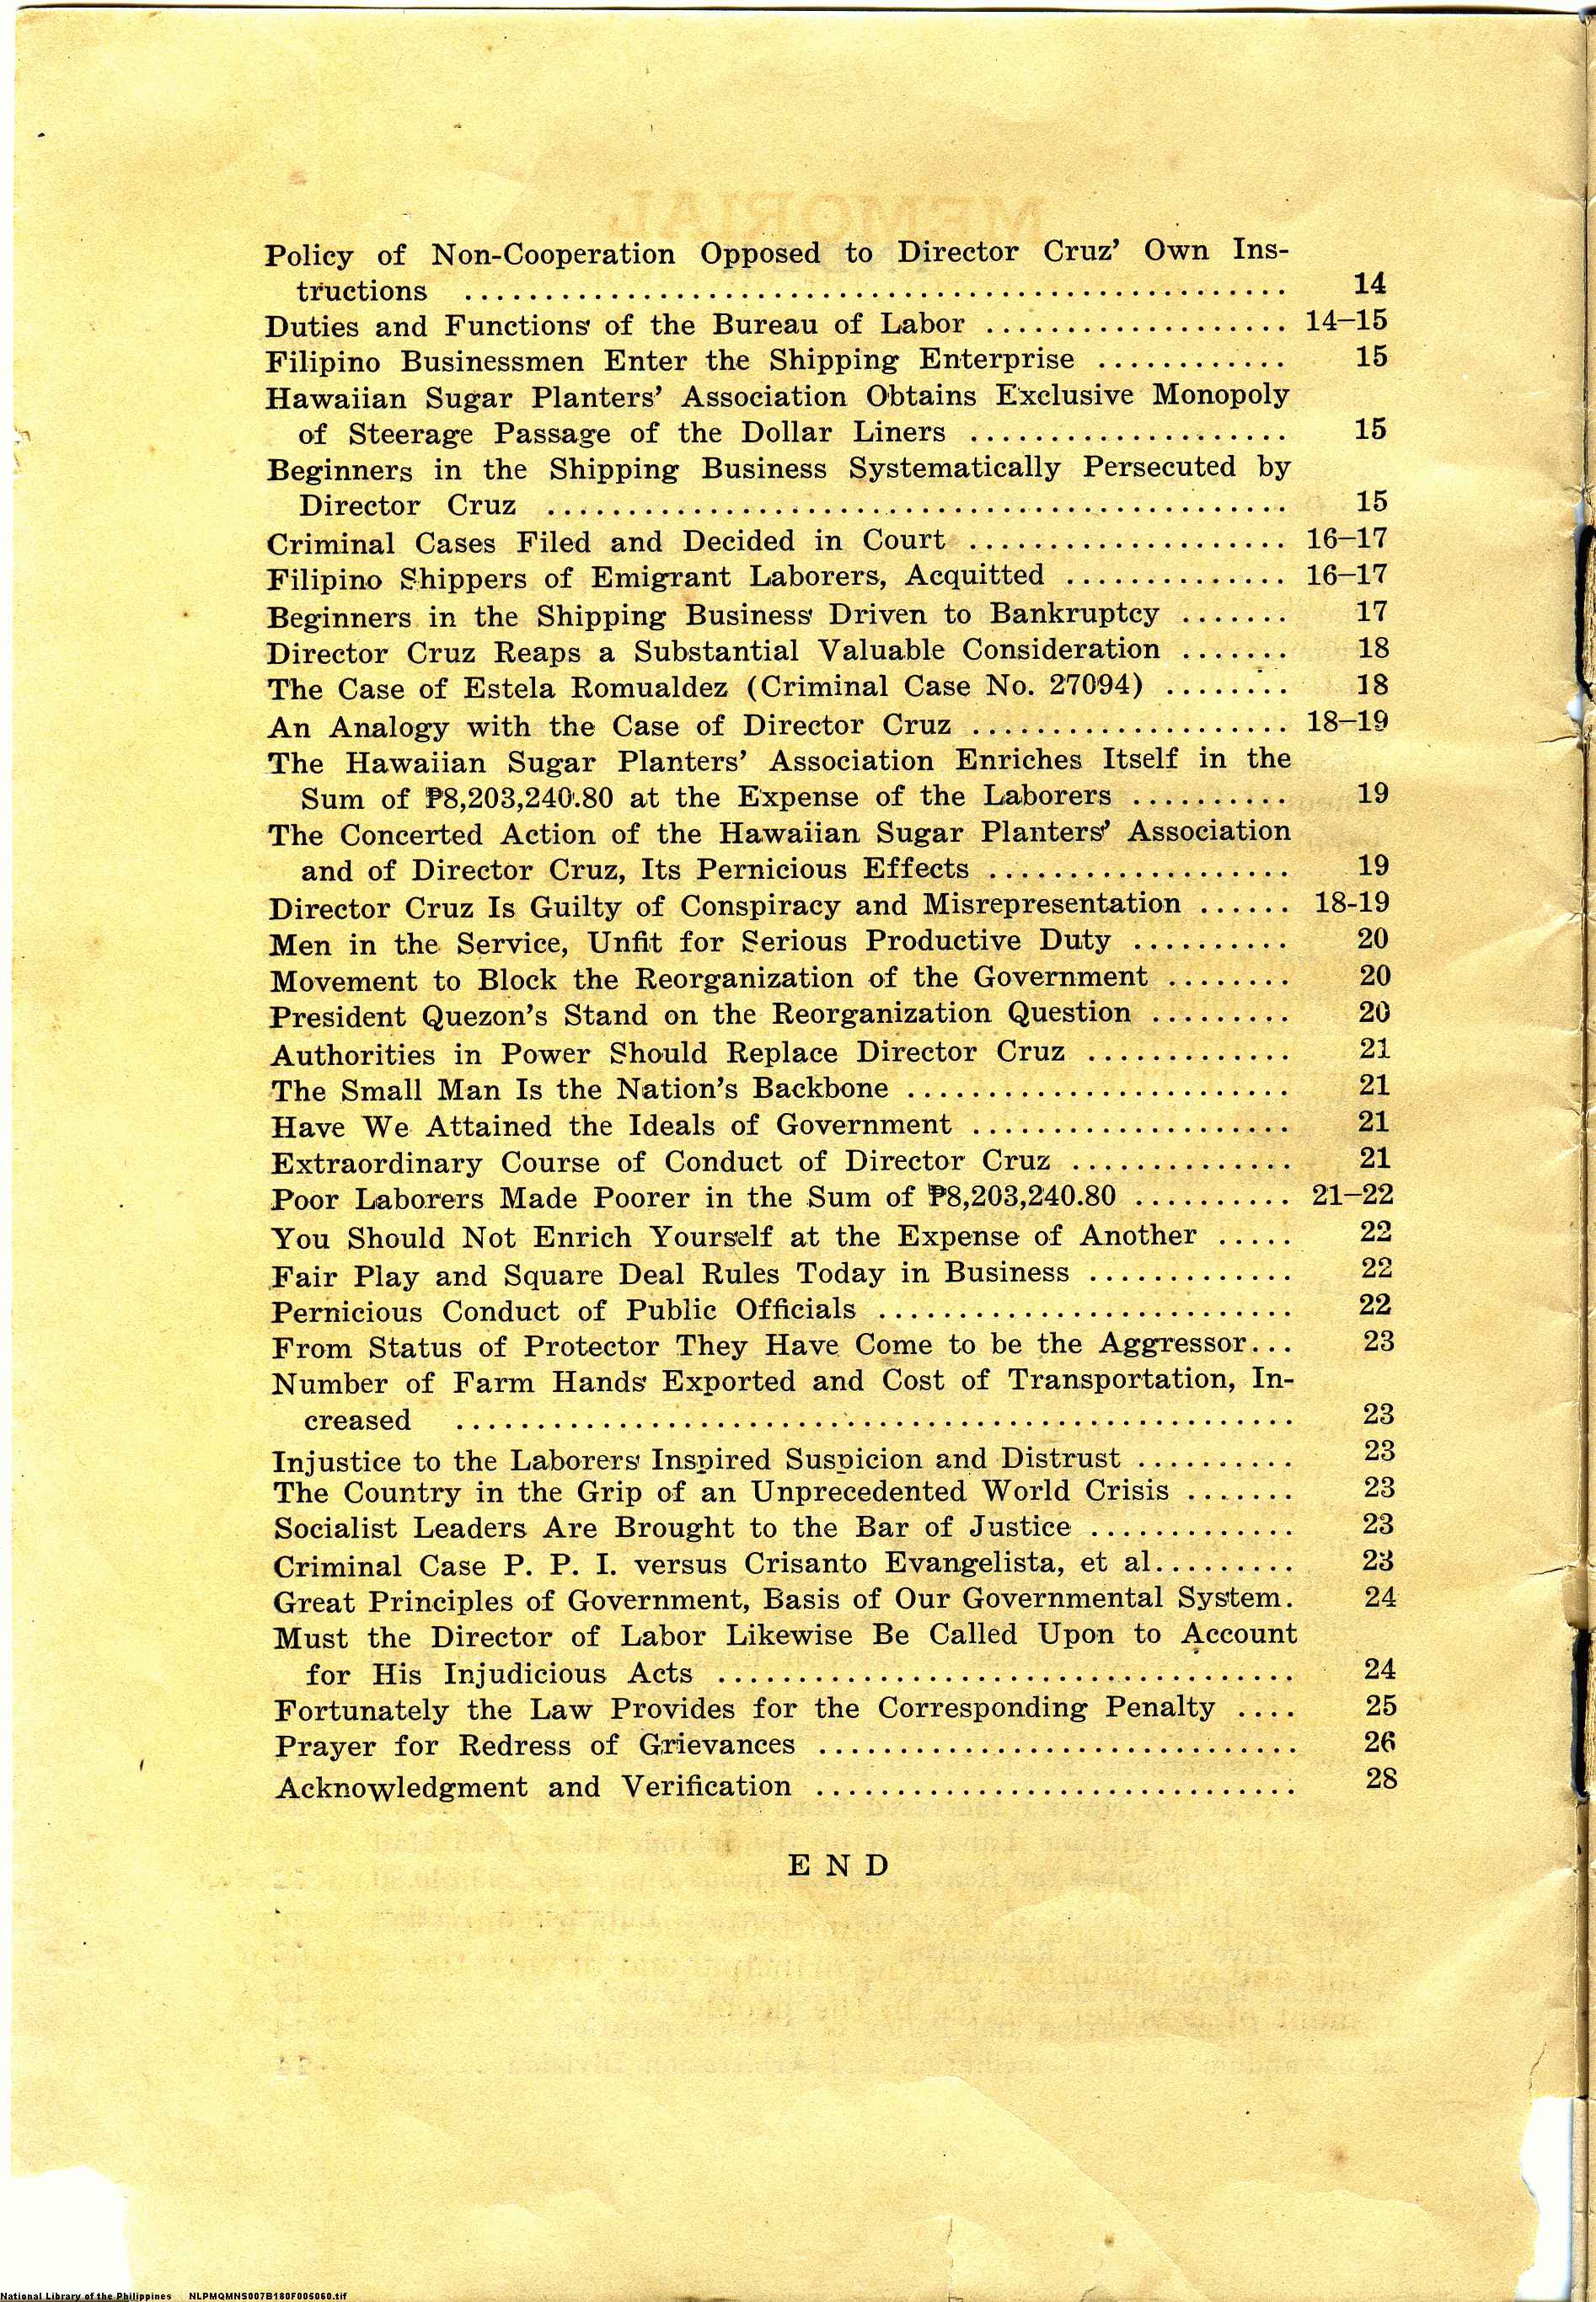 Policy of Non-Cooperation Opposed to Director Cruz' Own Ins-
tructions .................................................. 14
Duties and Functions of the Bureau of Labor ................... 14–15
Filipino Businessmen Enter the Shipping Enterprise ............ 15
Hawaiian Sugar Planters' Association Obtains Exclusive Monopoly
of Steerage Passage of the Dollar Liners .................... 15
Beginners in the Shipping Business Systematically Persecuted by
Director Cruz .............................................. 15
Criminal Cases Filed and Decided in Court .................... 16–17
Filipino Shippers of Emigrant Laborers, Acquitted .............. 16–17
Beginners in the Shipping Business Driven to Bankruptcy ....... 17
Director Cruz Reaps a Substantial Valuable Consideration ....... 18
The Case of Estela Romualdez (Criminal Case No. 27094) ........ 18
An Analogy with the Case of Director Cruz .................... 18–19
The Hawaiian Sugar Planters' Association Enriches Itself in the
Sum of ₱8,203,240.80 at the Expense of the Laborers .......... 19
The Concerted Action of the Hawaiian Sugar Planters' Association
and of Director Cruz, Its Pernicious Effects ................... 19
Director Cruz Is Guilty of Conspiracy and Misrepresentation ...... 18-19
Men in the Service, Unfit for Serious Productive Duty .......... 20
Movement to Block the Reorganization of the Government ........ 20
President Quezon's Stand on the Reorganization Question ......... 20
Authorities in Power Should Replace Director Cruz ............. 21
The Small Man Is the Nation's Backbone ........................ 21
Have We Attained the Ideals of Government .................... 21
Extraordinary Course of Conduct of Director Cruz .............. 21
Poor Laborers Made Poorer in the Sum of ₱8,203,240.80 .......... 21–22
You Should Not Enrich Yourself at the Expense of Another ..... 22
Fair Play and Square Deal Rules Today in Business ............. 22
Pernicious Conduct of Public Officials .......................... 22
From Status of Protector They Have Come to be the Aggressor... 23
Number of Farm Hands Exported and Cost of Transportation, In-
creased ................................................... 23
Injustice to the Laborers Inspired Suspicion and Distrust .......... 23
The Country in the Grip of an Unprecedented World Crisis ....... 23
Socialist Leaders Are Brought to the Bar of Justice ............. 23
Criminal Case P. P. I. versus Crisanto Evangelista, et al......... 23
Great Principles of Government, Basis of Our Governmental System. 24
Must the Director of Labor Likewise Be Called Upon to Account
for His Injudicious Acts .................................... 24
Fortunately the Law Provides for the Corresponding Penalty .... 25
Prayer for Redress of Grievances .............................. 26
Acknowledgment and Verification .............................. 28
E N D
National Library of the Philippines NLPMQMNS007B180F005060.tif